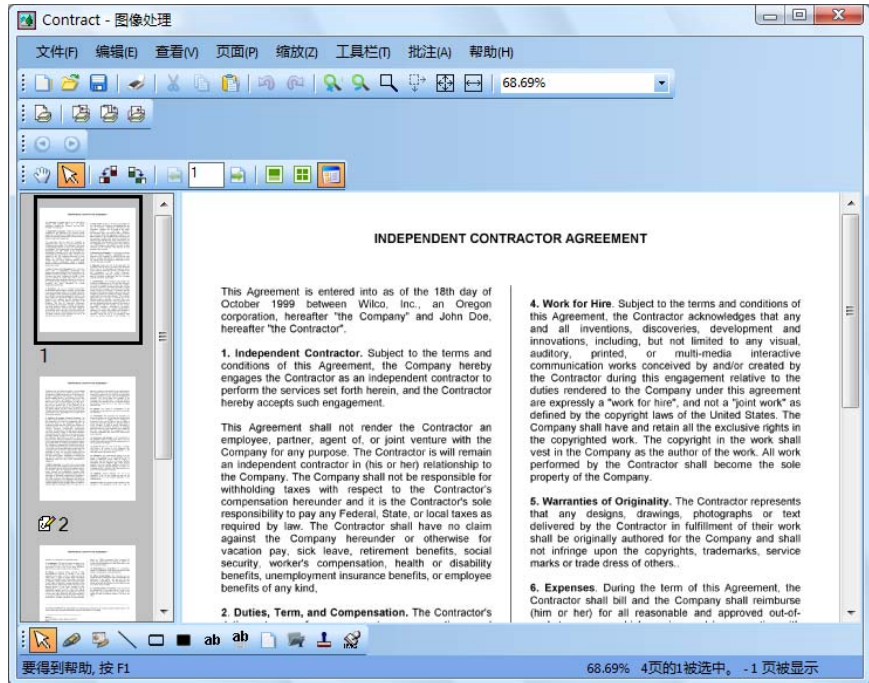 Contract - 图像处理
文件(F) 编辑(E) 查看(V) 页面(P) 缩放(Z) 工具栏(T) 批注(A) 帮助(H)
68.69%
1
INDEPENDENT CONTRACTOR AGREEMENT
This Agreement is entered into as of the 18th day of
October 1999 between Wilco, Inc., an Oregon
corporation, hereafter "the Company" and John Doe,
hereafter "the Contractor".
1. Independent Contractor. Subject to the terms and
conditions of this Agreement, the Company hereby
engages the Contractor as an independent contractor to
perform the services set forth herein, and the Contractor
hereby accepts such engagement.
This Agreement shall not render the Contractor an
employee, partner, agent of, or joint venture with the
Company for any purpose. The Contractor is will remain
an independent contractor in (his or her) relationship to
the Company. The Company shall not be responsible for
withholding taxes with respect to the Contractor's
compensation hereunder and it is the Contractor's sole
responsibility to pay any Federal, State, or local taxes as
required by law. The Contractor shall have no claim
against the Company hereunder or otherwise for
vacation pay, sick leave, retirement benefits, social
security, worker's compensation, health or disability
benefits, unemployment insurance benefits, or employee
benefits of any kind,
2. Duties, Term, and Compensation. The Contractor's
4. Work for Hire. Subject to the terms and conditions of
this Agreement, the Contractor acknowledges that any
and all inventions, discoveries, development and
innovations, including, but not limited to any visual,
auditory, printed, or multi-media interactive
communication works conceived by and/or created by
the Contractor during this engagement relative to the
duties rendered to the Company under this agreement
are expressly a "work for hire", and not a "joint work" as
defined by the copyright laws of the United States. The
Company shall have and retain all the exclusive rights in
the copyrighted work. The copyright in the work shall
vest in the Company as the author of the work. All work
performed by the Contractor shall become the sole
property of the Company.
5. Warranties of Originality. The Contractor represents
that any designs, drawings, photographs or text
delivered by the Contractor in fulfillment of their work
shall be originally authored for the Company and shall
not infringe upon the copyrights, trademarks, service
marks or trade dress of others..
6. Expenses. During the term of this Agreement, the
Contractor shall bill and the Company shall reimburse
(him or her) for all reasonable and approved out-of-
1
2
ab ab
要得到帮助, 按 F1
68.69% 4页的1被选中。 - 1 页被显示